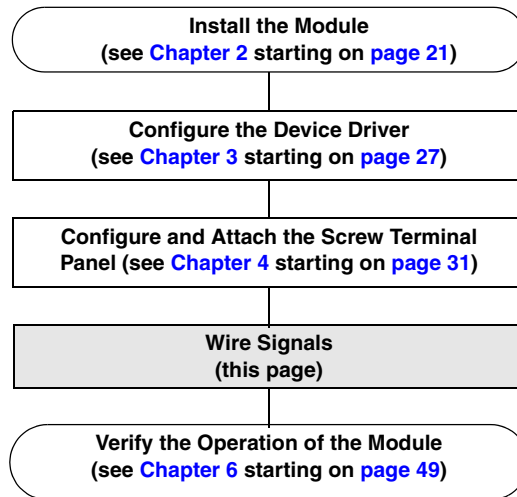 Install the Module
(see Chapter 2 starting on page 21)
Configure the Device Driver
(see Chapter 3 starting on page 27)
Configure and Attach the Screw Terminal
Panel (see Chapter 4 starting on page 31)
Wire Signals
(this page)
Verify the Operation of the Module
(see Chapter 6 starting on page 49)